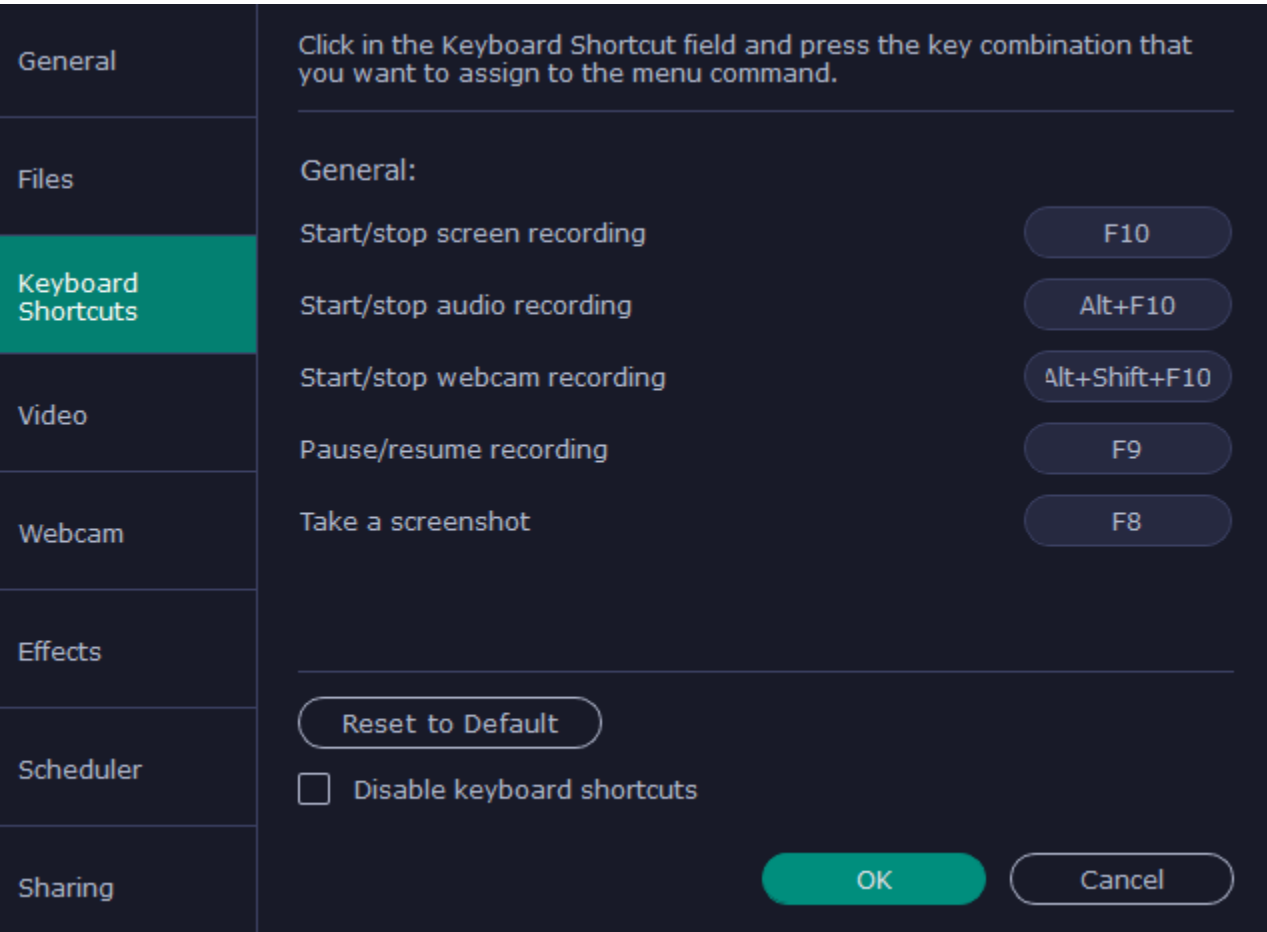 General
Files
Keyboard
Shortcuts
Video
Webcam
Effects
Scheduler
Sharing
Click in the Keyboard Shortcut field and press the key combination that
you want to assign to the menu command.
General:
Start/stop screen recording F10
Start/stop audio recording Alt+F10
Start/stop webcam recording Alt+Shift+F10
Pause/resume recording F9
Take a screenshot F8
Reset to Default
Disable keyboard shortcuts
OK Cancel